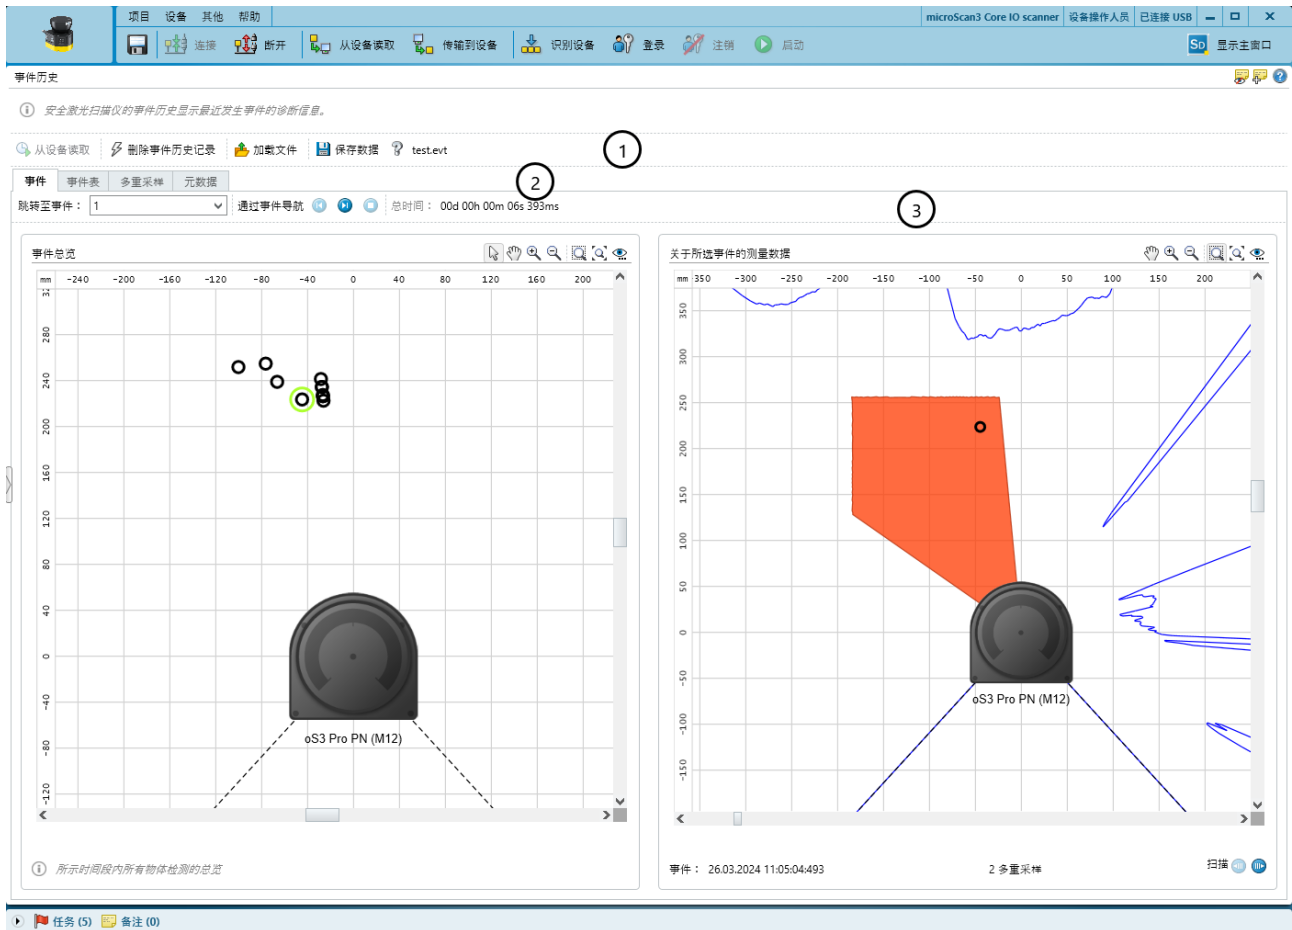 项目 设备 其他 帮助 microScan3 Core IO scanner 设备操作人员 已连接 USB
连接 断开 从设备读取 传输到设备 识别设备 登录 注销 启动 SD 显示主窗口
事件历史
安全激光扫描仪的事件历史显示最近发生事件的诊断信息。
从设备读取 删除事件历史记录 加载文件 保存数据 test.evt 1
事件 事件表 多重采样 元数据 2
跳转至事件： 1 通过事件导航 总时间： 00d 00h 00m 06s 393ms 3
事件总览 关于所选事件的测量数据
mm -240 -200 -160 -120 -80 -40 0 40 80 120 160 200
mm -350 -300 -250 -200 -150 -100 -50 0 50 100 150 200
280
240
200
160
120
80
40
0
-40
-80
-120
350
300
250
200
150
100
50
0
-50
-100
-150
oS3 Pro PN (M12)
oS3 Pro PN (M12)
所示时间段内所有物体检测的总览
事件： 26.03.2024 11:05:04:493 2 多重采样 扫描
任务 (5) 备注 (0)